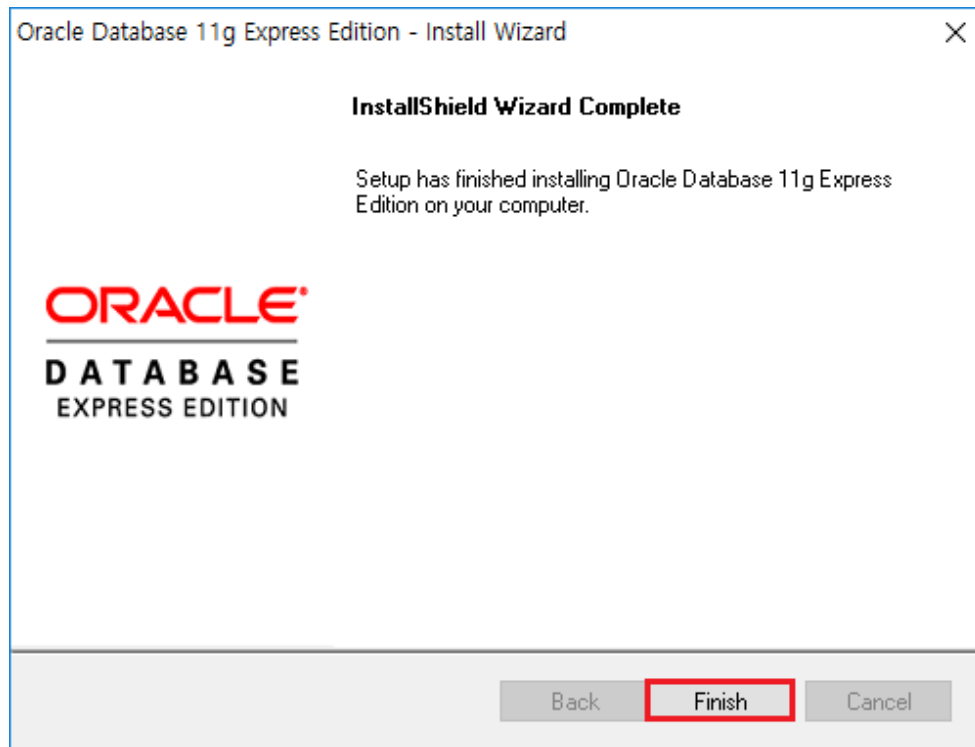 Oracle Database 11g Express Edition - Install Wizard
InstallShield Wizard Complete
Setup has finished installing Oracle Database 11g Express
Edition on your computer.
ORACLE
DATABASE
EXPRESS EDITION
Back
Finish
Cancel